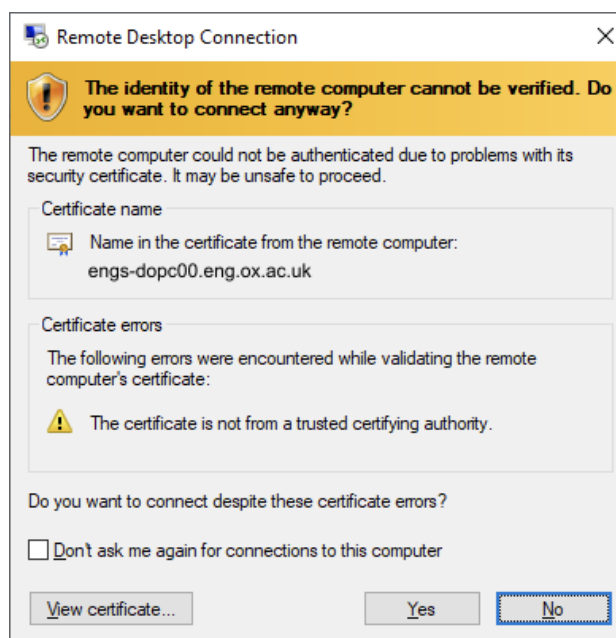 Remote Desktop Connection
The identity of the remote computer cannot be verified. Do
you want to connect anyway?
The remote computer could not be authenticated due to problems with its
security certificate. It may be unsafe to proceed.
Certificate name
Name in the certificate from the remote computer:
engs-dopc00.eng.ox.ac.uk
Certificate errors
The following errors were encountered while validating the remote
computer's certificate:
The certificate is not from a trusted certifying authority.
Do you want to connect despite these certificate errors?
Don't ask me again for connections to this computer
View certificate...
Yes
No